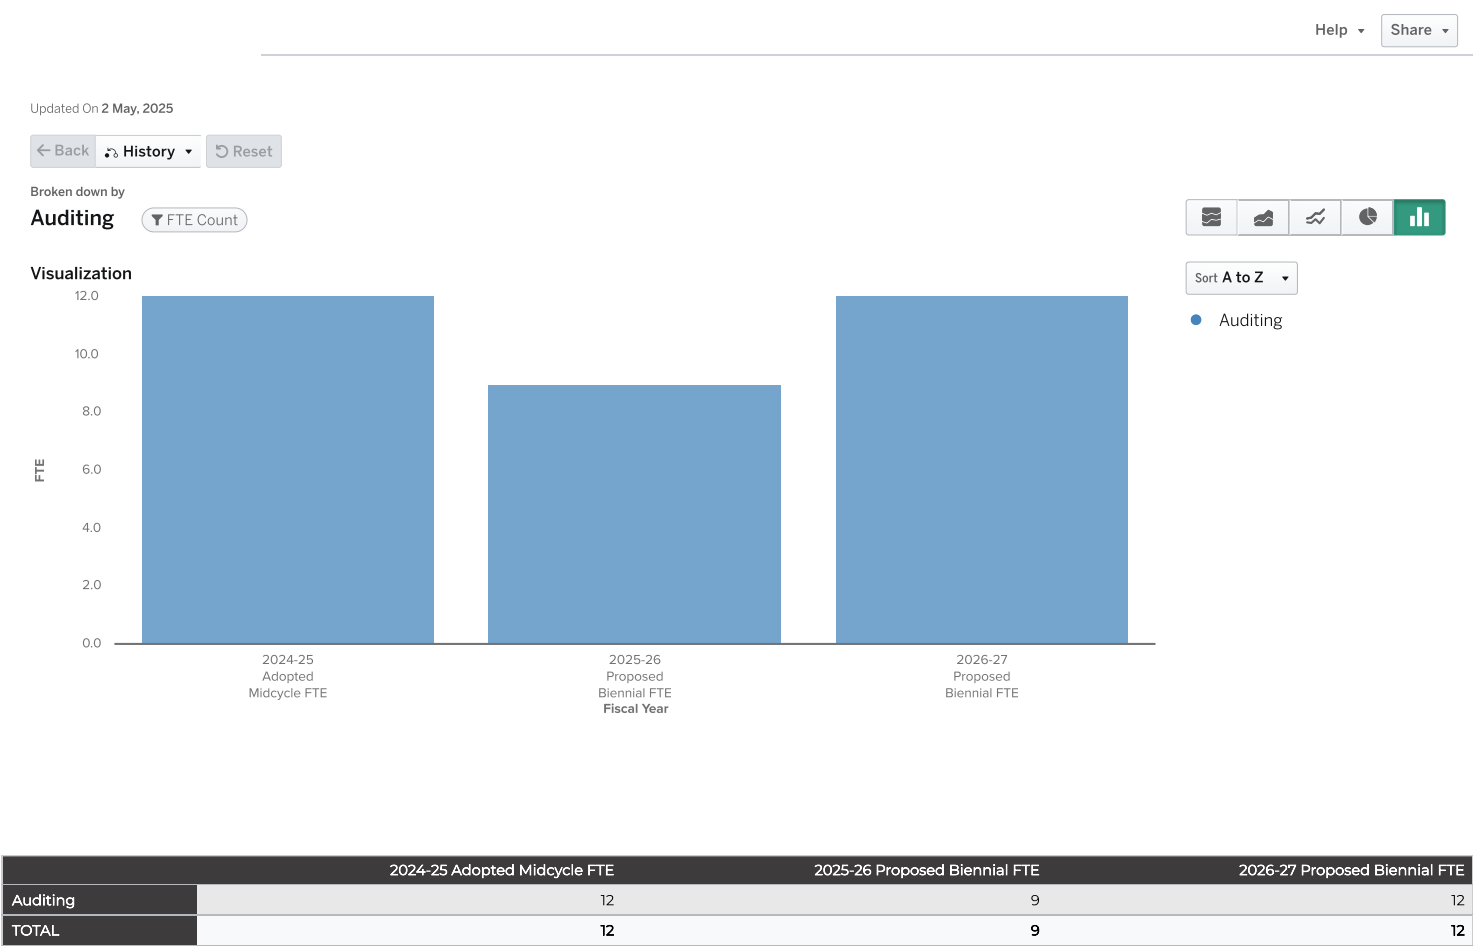 Help
Share
Updated On 2 May, 2025
Back
History
Reset
Broken down by
Auditing
FTE Count
Visualization
Sort A to Z
Auditing
12.0
10.0
8.0
6.0
4.0
2.0
0.0
FTE
2024-25
Adopted
Midcycle FTE
2025-26
Proposed
Biennial FTE
2026-27
Proposed
Biennial FTE
Fiscal Year
2024-25 Adopted Midcycle FTE 2025-26 Proposed Biennial FTE 2026-27 Proposed Biennial FTE
Auditing 12 9 12
TOTAL 12 9 12